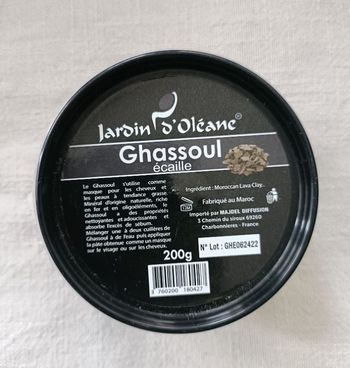 Jardin d'Oléane®
Ghassoul
écaille
Le Ghassoul s'utilise comme
masque pour les cheveux et
les peaux à tendance grasse.
Minéral d'origine naturelle, riche
en fer et en oligoéléments, le
Ghassoul a des propriétés
nettoyantes et adoucissantes et
absorbe l'excès de sébum.
Mélanger une à deux cuillères de
Ghassoul à de l'eau puis appliquer
la pâte obtenue comme un masque
sur le visage ou sur les cheveux.
Ingrédient : Moroccan Lava Clay..
Fabriqué au Maroc
Importé par MAJDEL DIFFUSION
1 Chemin du siroux 69260
Charbonnières - France
N° Lot : GHE062422
200g
3 760200 180427